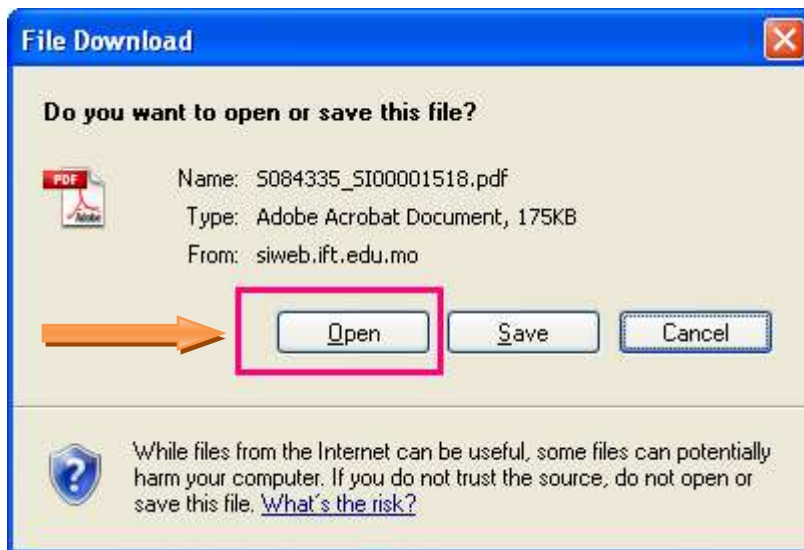 File Download
Do you want to open or save this file?
PDF
Adobe
Name: S084335_SI00001518.pdf
Type: Adobe Acrobat Document, 175KB
From: siweb.ift.edu.mo
Open Save Cancel
While files from the Internet can be useful, some files can potentially
harm your computer. If you do not trust the source, do not open or
save this file. What's the risk?